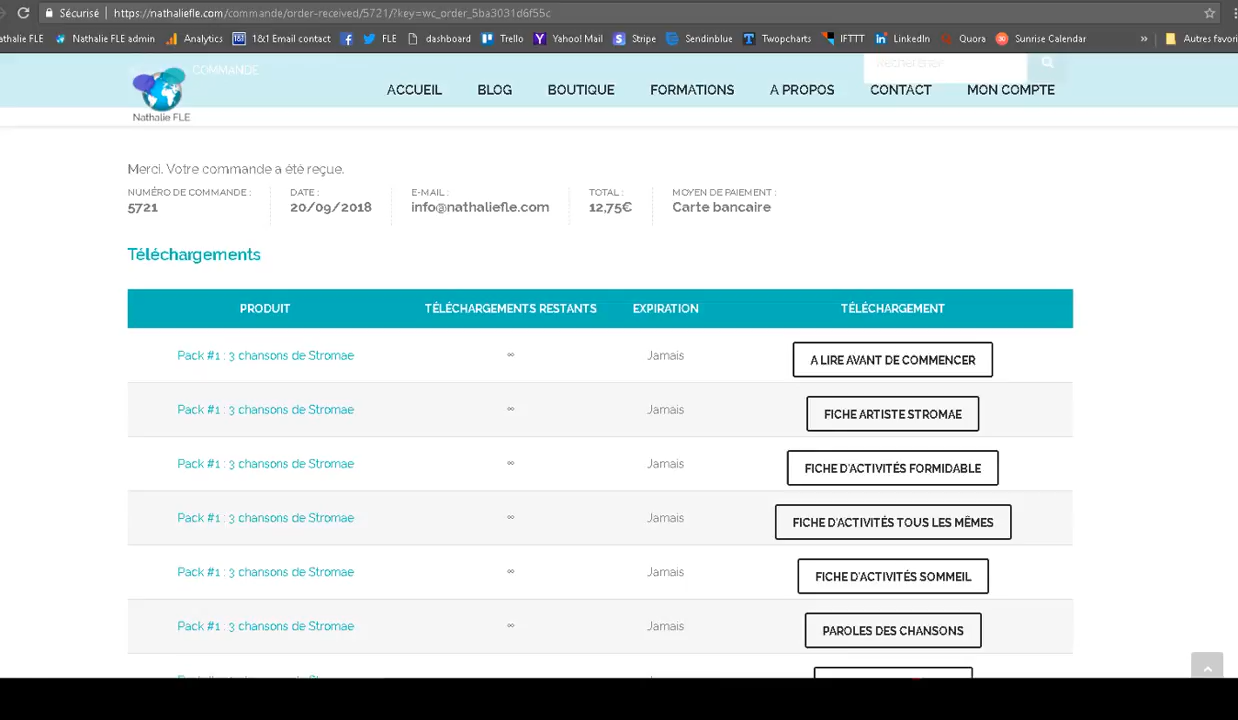 Sécurisé | https://nathaliefle.com/commande/order-received/5721/?key=wc_order_5ba3031d6f55c
athalie FLE Nathalie FLE admin Analytics 1&1 Email contact FLE dashboard Trello Yahoo! Mail Stripe Sendinblue Twopcharts IFTTT LinkedIn Quora Sunrise Calendar » Autres favori
COMMANDE Rechercher
ACCUEIL BLOG BOUTIQUE FORMATIONS A PROPOS CONTACT MON COMPTE
Nathalie FLE
Merci. Votre commande a été reçue.
NUMÉRO DE COMMANDE : DATE : E-MAIL : TOTAL : MOYEN DE PAIEMENT :
5721 20/09/2018 info@nathaliefle.com 12,75€ Carte bancaire
Téléchargements
PRODUIT TÉLÉCHARGEMENTS RESTANTS EXPIRATION TÉLÉCHARGEMENT
Pack #1 : 3 chansons de Stromae ∞ Jamais A LIRE AVANT DE COMMENCER
Pack #1 : 3 chansons de Stromae ∞ Jamais FICHE ARTISTE STROMAE
Pack #1 : 3 chansons de Stromae ∞ Jamais FICHE D'ACTIVITÉS FORMIDABLE
Pack #1 : 3 chansons de Stromae ∞ Jamais FICHE D'ACTIVITÉS TOUS LES MÊMES
Pack #1 : 3 chansons de Stromae ∞ Jamais FICHE D'ACTIVITÉS SOMMEIL
Pack #1 : 3 chansons de Stromae ∞ Jamais PAROLES DES CHANSONS